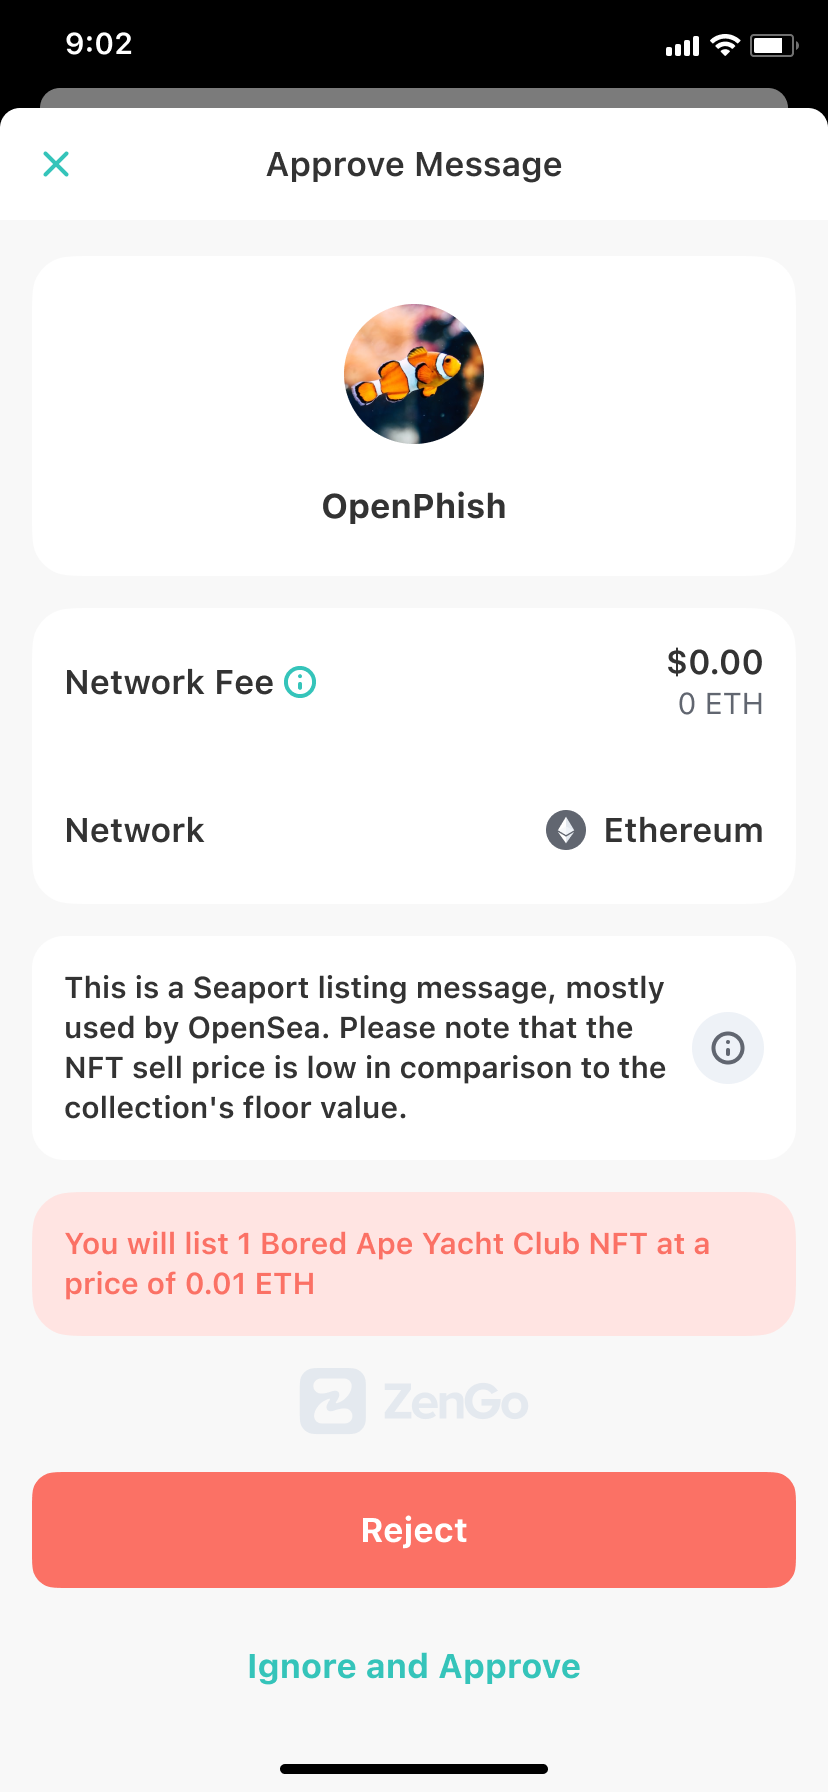 9:02
Approve Message
OpenPhish
Network Fee
$0.00
0 ETH
Network
Ethereum
This is a Seaport listing message, mostly
used by OpenSea. Please note that the
NFT sell price is low in comparison to the
collection's floor value.
You will list 1 Bored Ape Yacht Club NFT at a
price of 0.01 ETH
ZenGo
Reject
Ignore and Approve